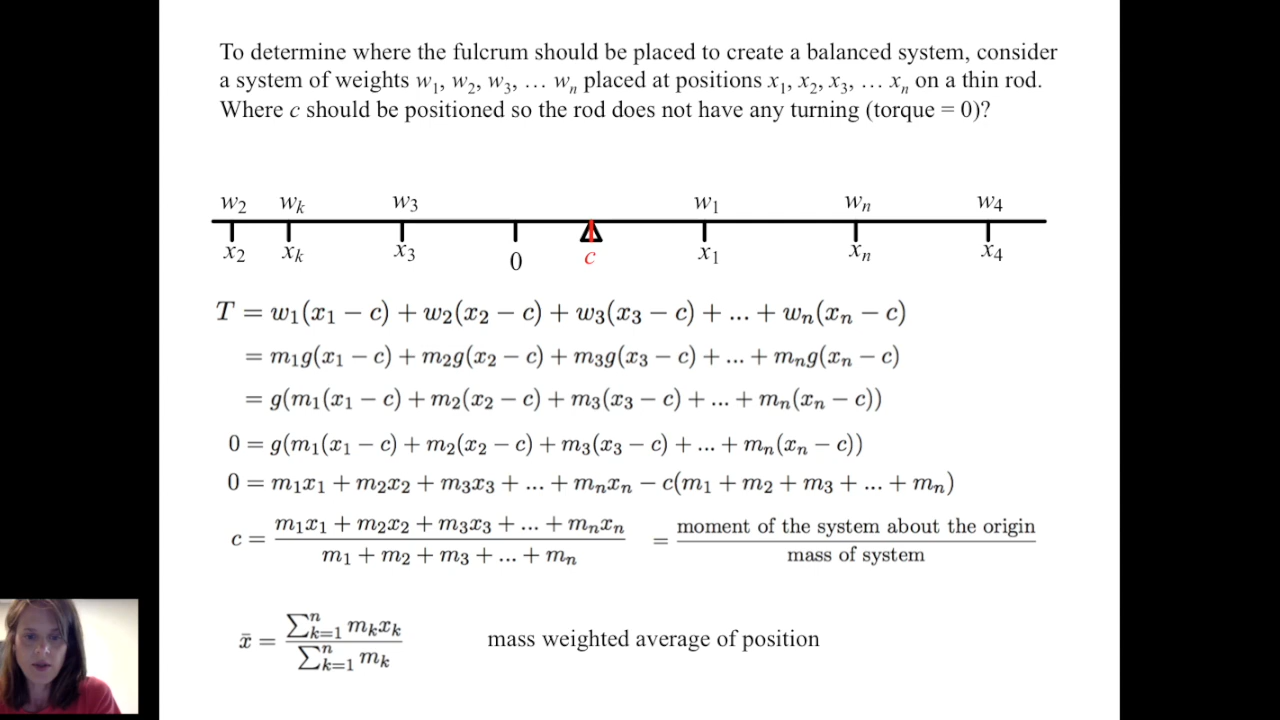 To determine where the fulcrum should be placed to create a balanced system, consider
a system of weights w₁, w₂, w₃, … wₙ placed at positions x₁, x₂, x₃, … xₙ on a thin rod.
Where c should be positioned so the rod does not have any turning (torque = 0)?
w₂ wₖ w₃ w₁ wₙ w₄
x₂ xₖ x₃ 0 c x₁ xₙ x₄
T = w₁(x₁ − c) + w₂(x₂ − c) + w₃(x₃ − c) + ... + wₙ(xₙ − c)
= m₁g(x₁ − c) + m₂g(x₂ − c) + m₃g(x₃ − c) + ... + mₙg(xₙ − c)
= g(m₁(x₁ − c) + m₂(x₂ − c) + m₃(x₃ − c) + ... + mₙ(xₙ − c))
0 = g(m₁(x₁ − c) + m₂(x₂ − c) + m₃(x₃ − c) + ... + mₙ(xₙ − c))
0 = m₁x₁ + m₂x₂ + m₃x₃ + ... + mₙxₙ − c(m₁ + m₂ + m₃ + ... + mₙ)
c = (m₁x₁ + m₂x₂ + m₃x₃ + ... + mₙxₙ) / (m₁ + m₂ + m₃ + ... + mₙ) = moment of the system about the origin / mass of system
x̄ = ∑ₖ₌₁ⁿ mₖxₖ / ∑ₖ₌₁ⁿ mₖ mass weighted average of position